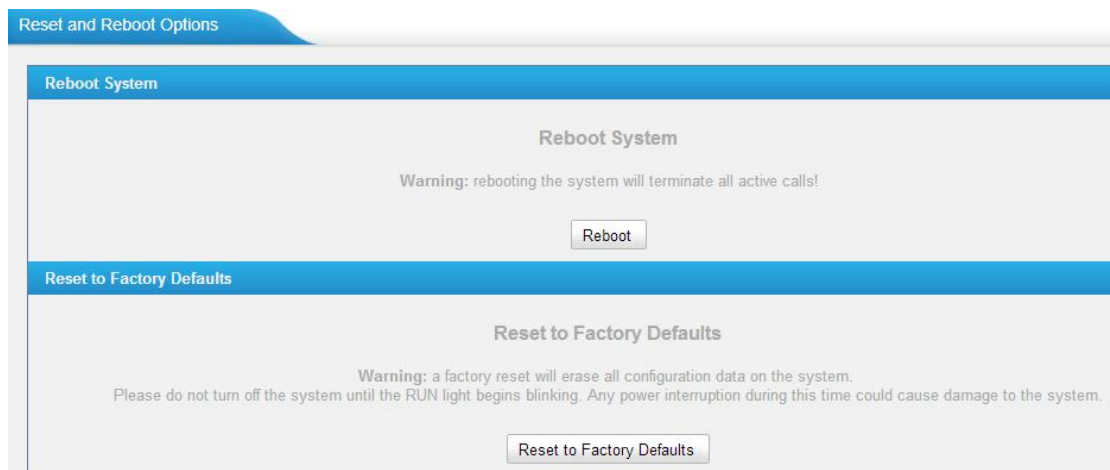 Reset and Reboot Options
Reboot System
Reboot System
Warning: rebooting the system will terminate all active calls!
Reboot
Reset to Factory Defaults
Reset to Factory Defaults
Warning: a factory reset will erase all configuration data on the system.
Please do not turn off the system until the RUN light begins blinking. Any power interruption during this time could cause damage to the system.
Reset to Factory Defaults